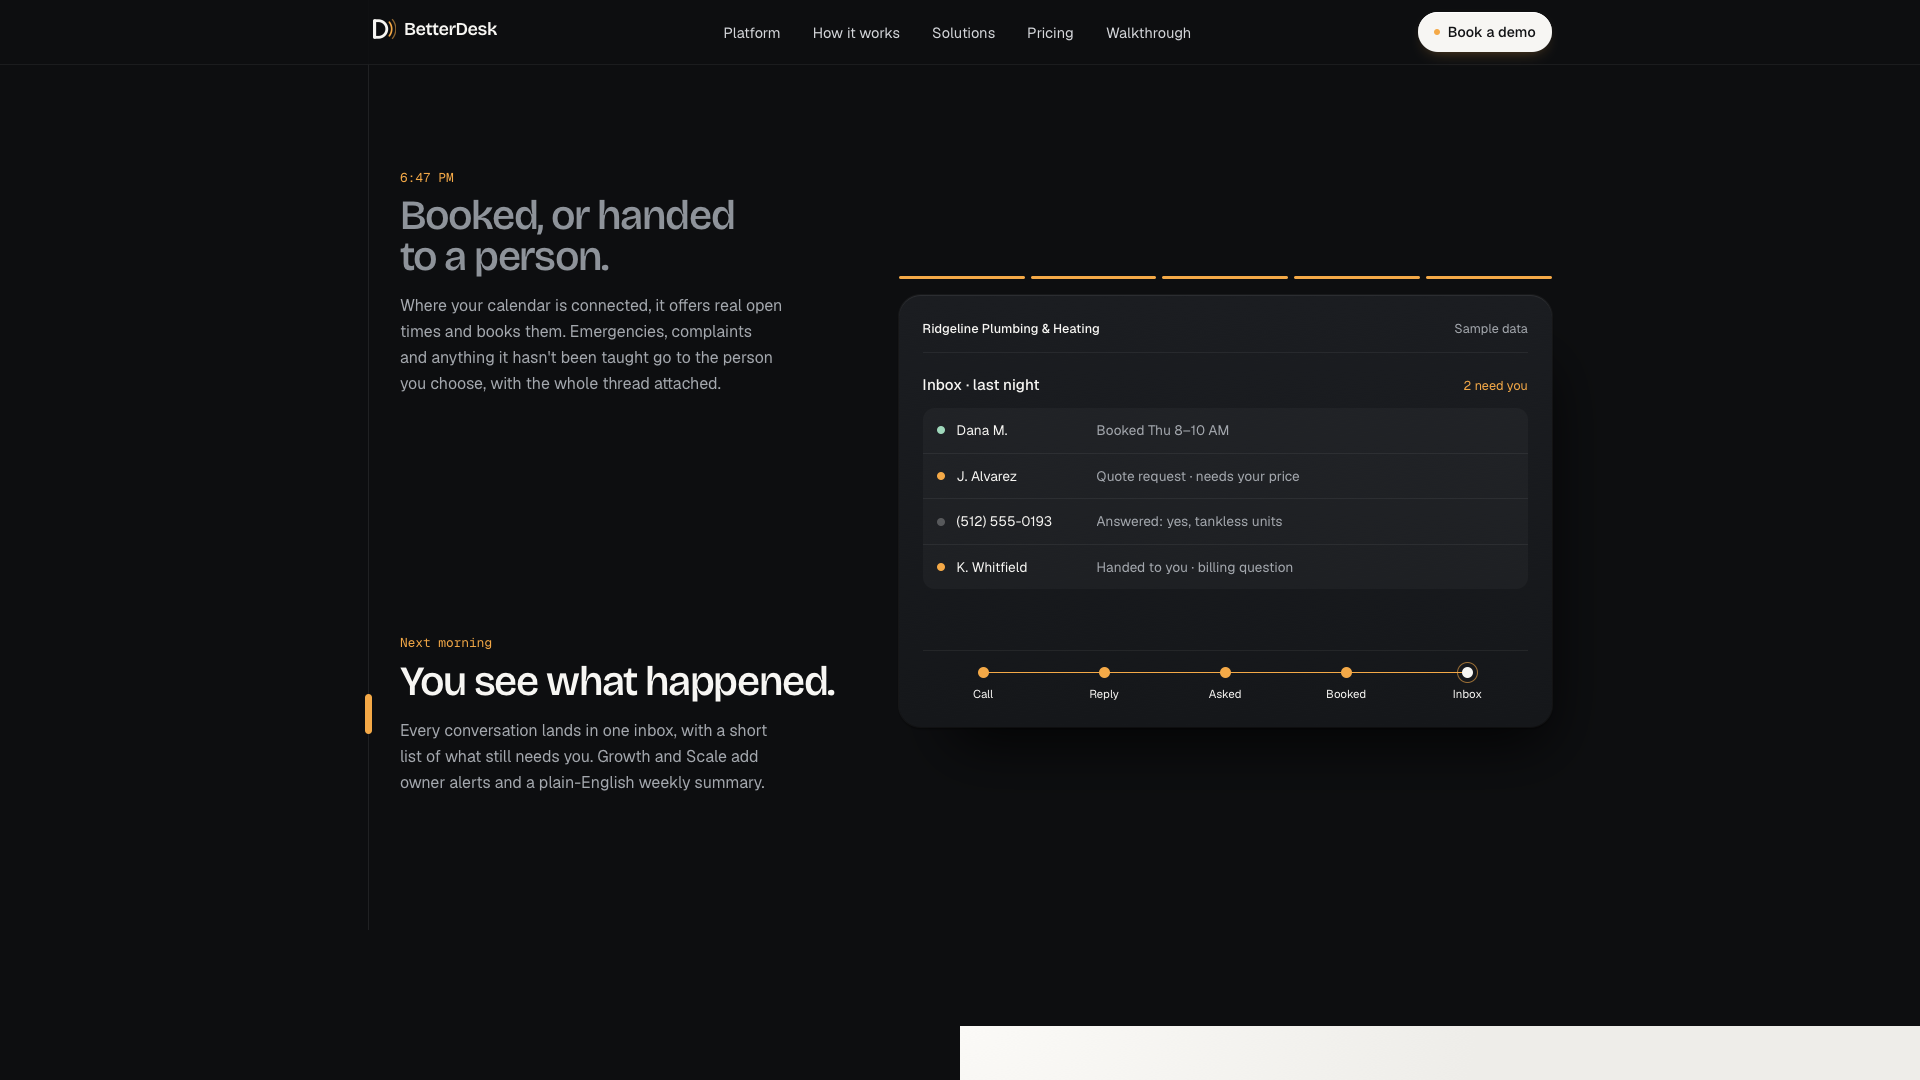 BetterDesk
Platform
How it works
Solutions
Pricing
Walkthrough
Book a demo
6:47 PM
Booked, or handed
to a person.
Where your calendar is connected, it offers real open
times and books them. Emergencies, complaints
and anything it hasn't been taught go to the person
you choose, with the whole thread attached.
Next morning
You see what happened.
Every conversation lands in one inbox, with a short
list of what still needs you. Growth and Scale add
owner alerts and a plain-English weekly summary.
Ridgeline Plumbing & Heating
Sample data
Inbox · last night
2 need you
Dana M.
Booked Thu 8–10 AM
J. Alvarez
Quote request · needs your price
(512) 555-0193
Answered: yes, tankless units
K. Whitfield
Handed to you · billing question
Call
Reply
Asked
Booked
Inbox